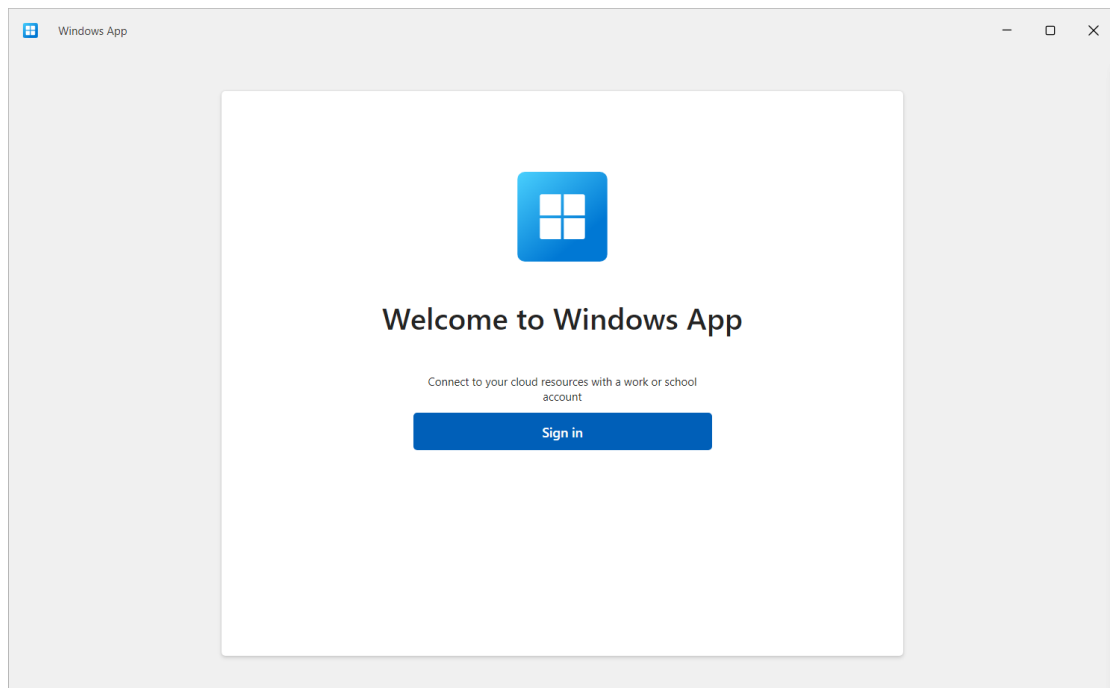 Windows App
Welcome to Windows App
Connect to your cloud resources with a work or school
account
Sign in